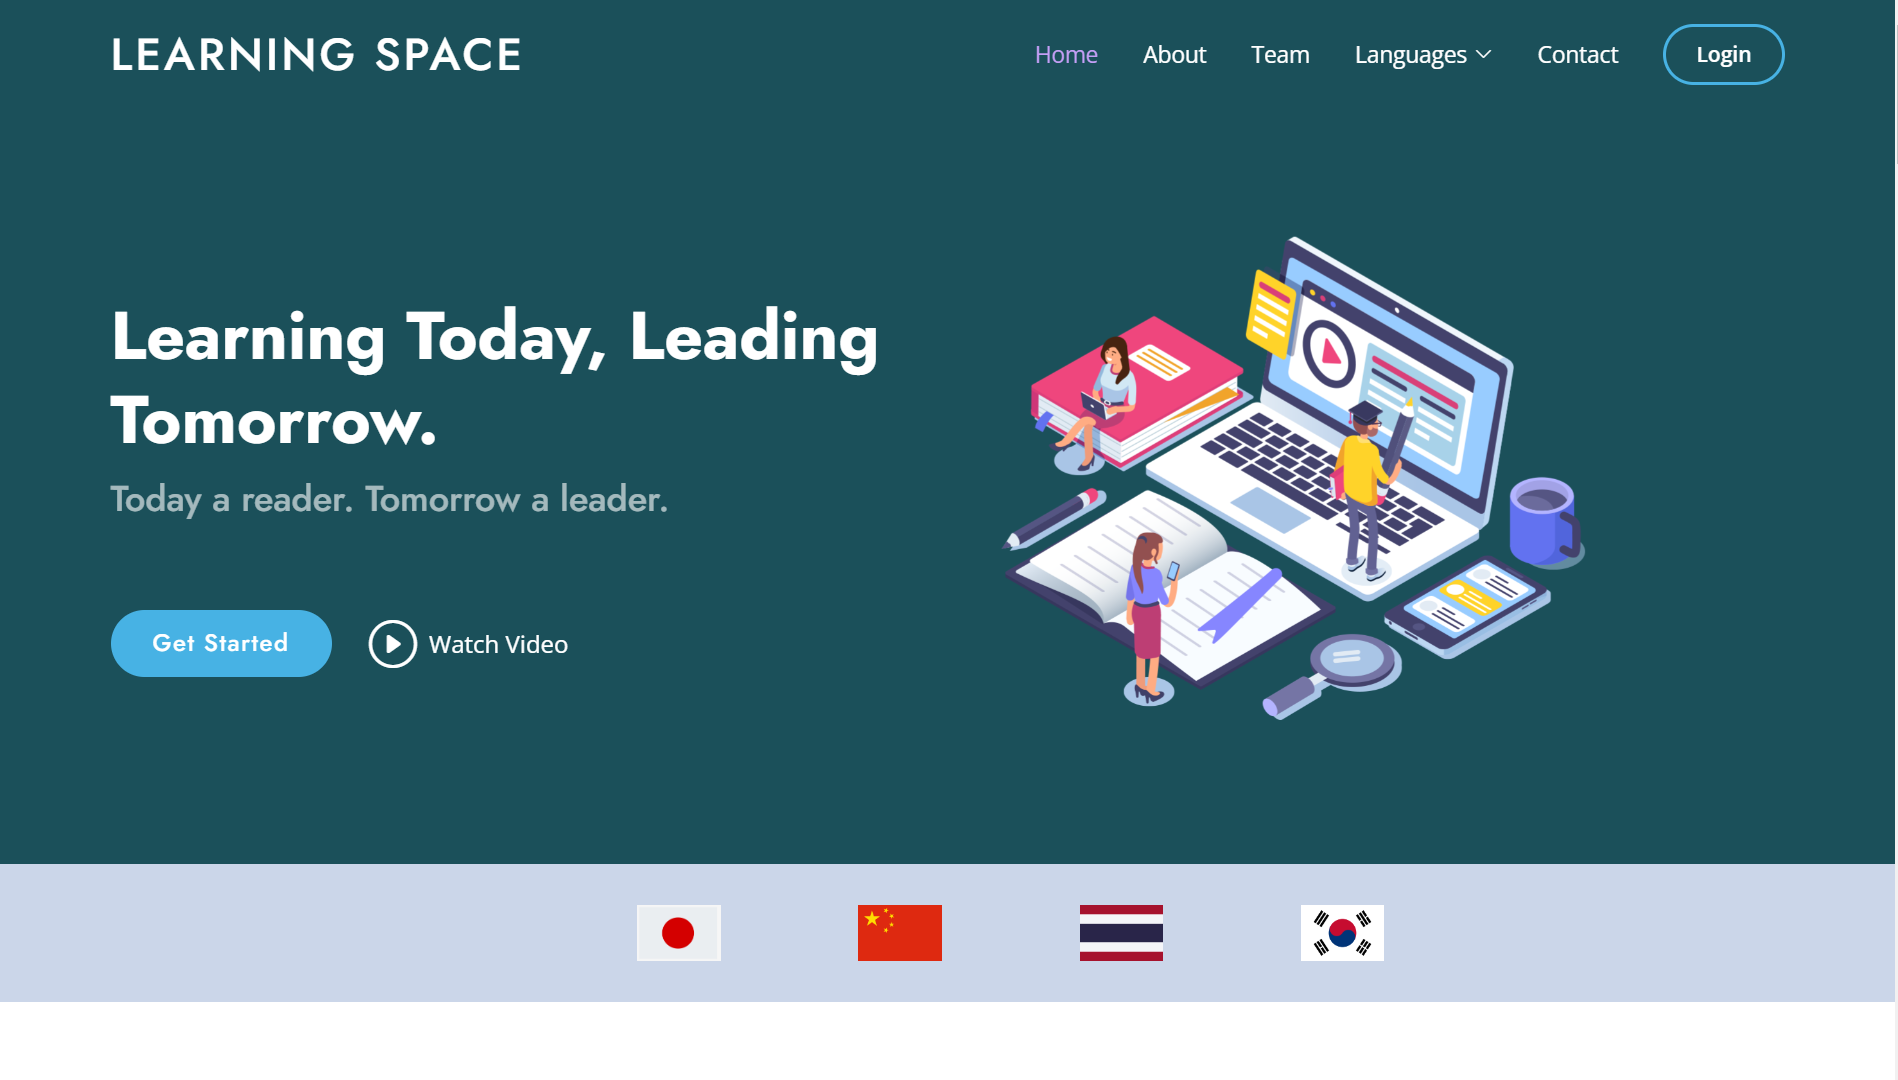 LEARNING SPACE
Home About Team Languages Contact Login
Learning Today, Leading
Tomorrow.
Today a reader. Tomorrow a leader.
Get Started Watch Video